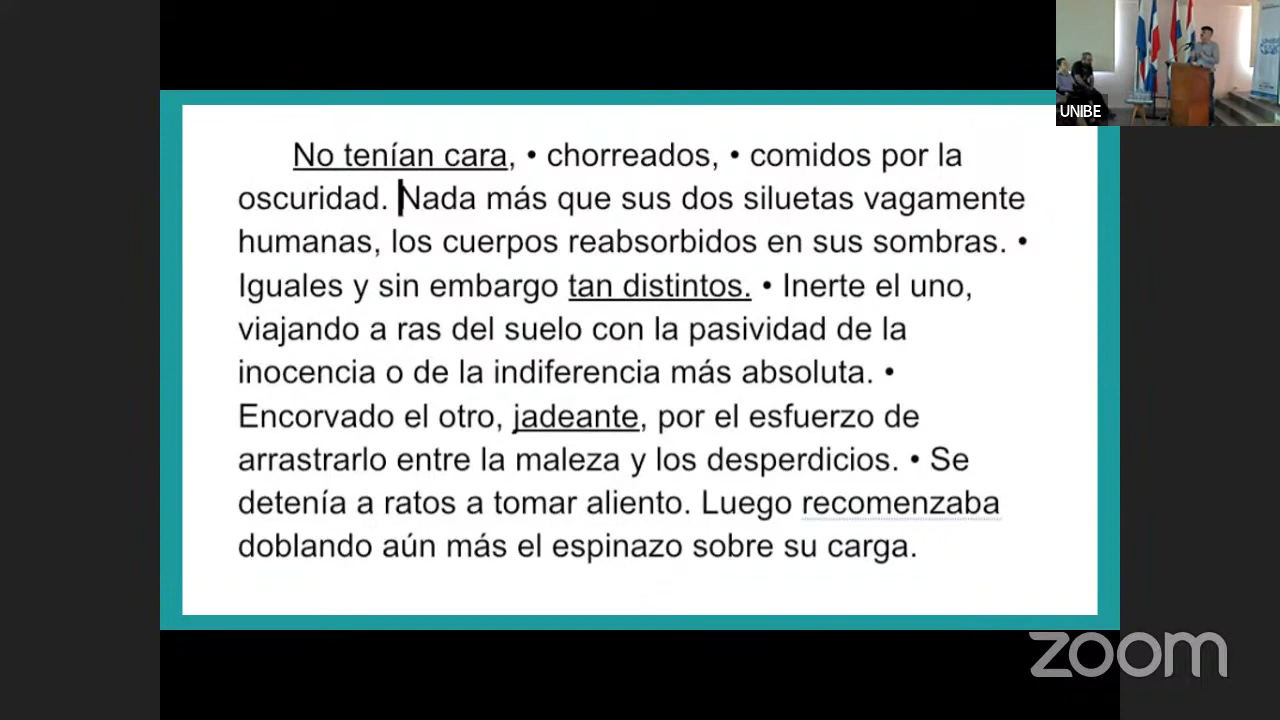 UNIBE
No tenían cara, • chorreados, • comidos por la
oscuridad. Nada más que sus dos siluetas vagamente
humanas, los cuerpos reabsorbidos en sus sombras. •
Iguales y sin embargo tan distintos. • Inerte el uno,
viajando a ras del suelo con la pasividad de la
inocencia o de la indiferencia más absoluta. •
Encorvado el otro, jadeante, por el esfuerzo de
arrastrarlo entre la maleza y los desperdicios. • Se
detenía a ratos a tomar aliento. Luego recomenzaba
doblando aún más el espinazo sobre su carga.
zoom